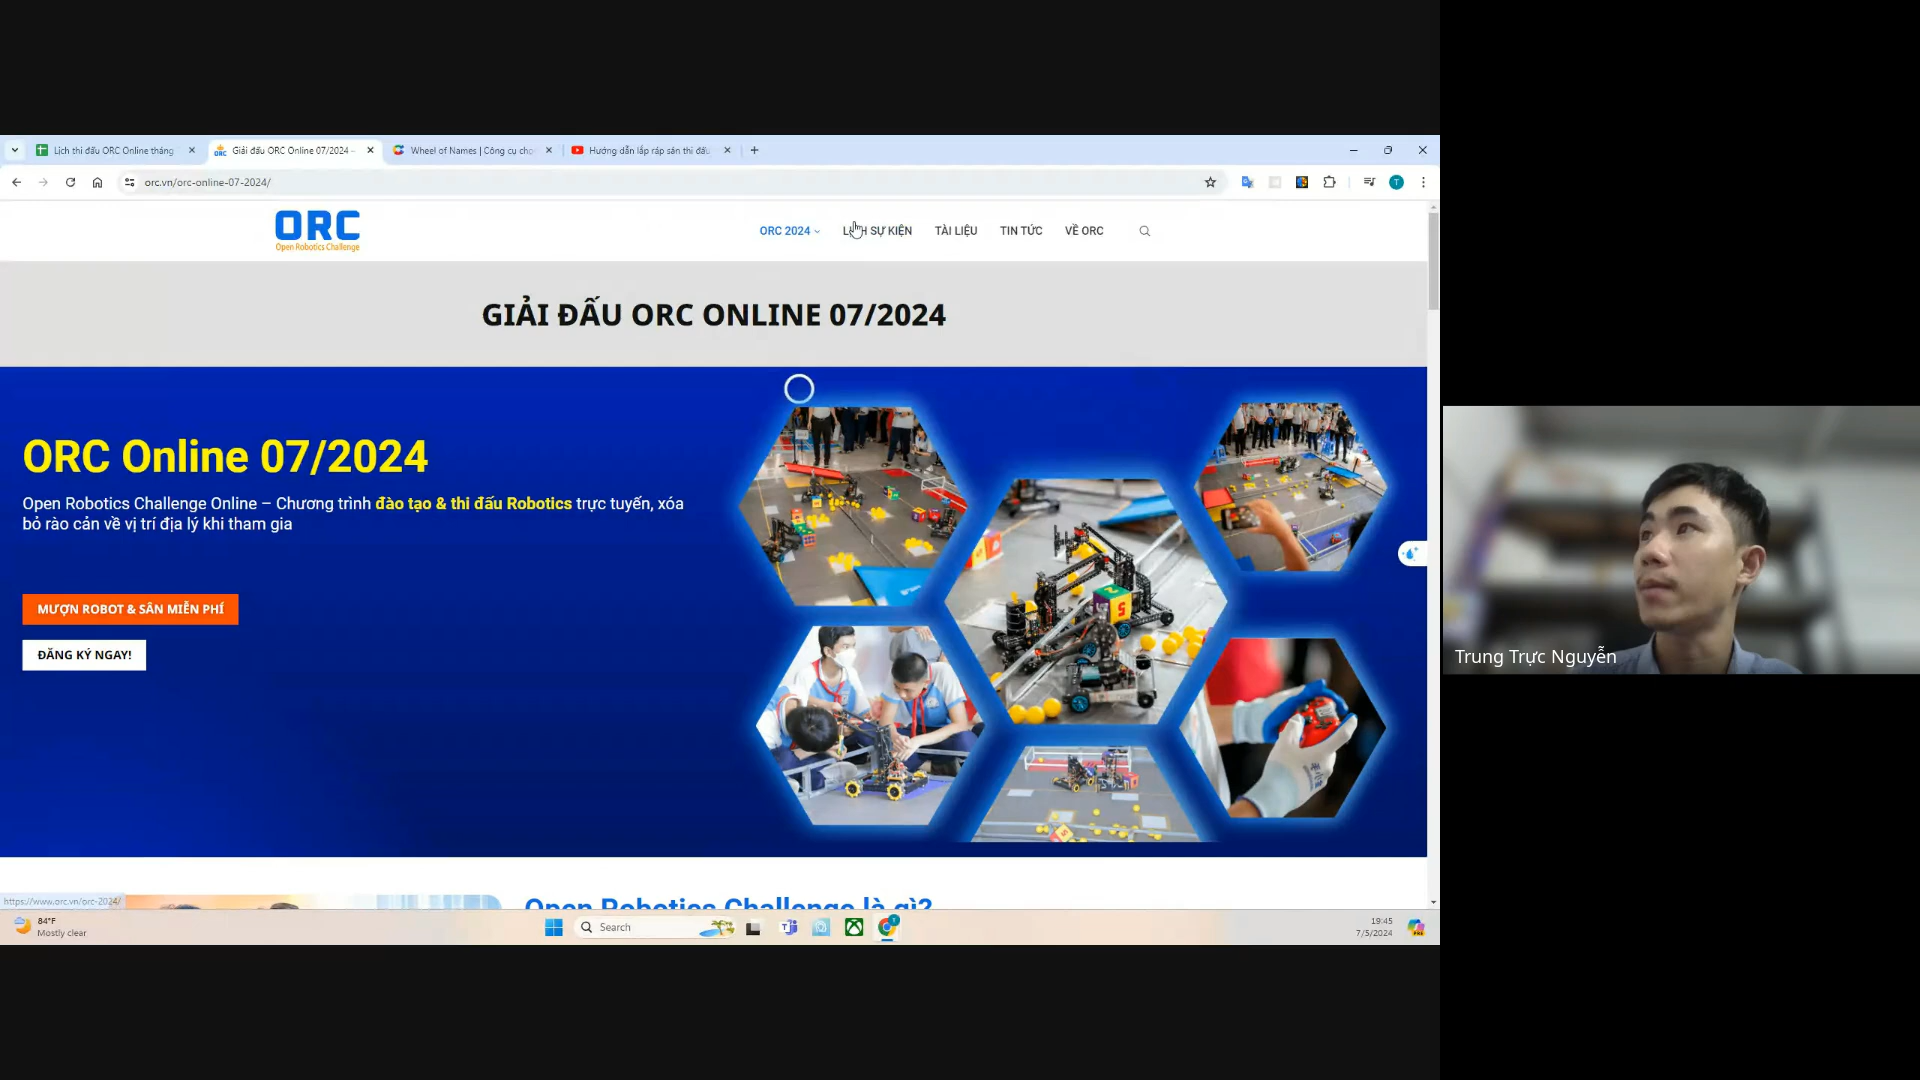 Lịch thi đấu ORC Online tháng
Giải đấu ORC Online 07/2024 –
Wheel of Names | Công cụ cho
Hướng dẫn lắp ráp sân thi đấu
orc.vn/orc-online-07-2024/
T
ORC
Open Robotics Challenge
ORC 2024
LỊCH SỰ KIỆN
TÀI LIỆU
TIN TỨC
VỀ ORC
GIẢI ĐẤU ORC ONLINE 07/2024
ORC Online 07/2024
Open Robotics Challenge Online – Chương trình đào tạo & thi đấu Robotics trực tuyến, xóa
bỏ rào cản về vị trí địa lý khi tham gia
MƯỢN ROBOT & SÂN MIỄN PHÍ
ĐĂNG KÝ NGAY!
Open Robotics Challenge là gì?
https://www.orc.vn/orc-2024/
84°F
Mostly clear
Search
19:45
7/5/2024
Trung Trực Nguyễn